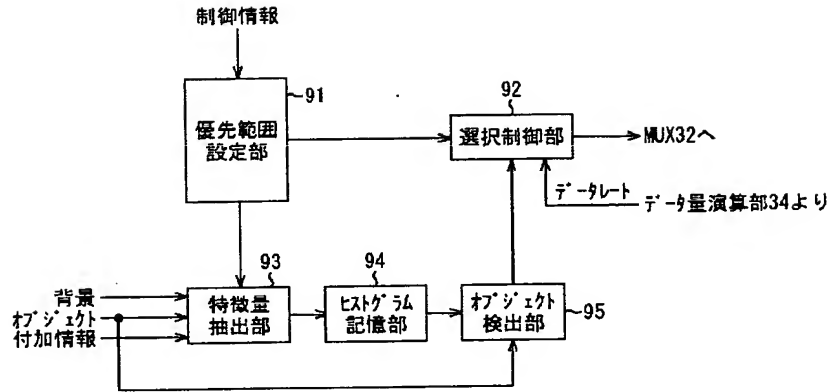 制御情報
91
優先範囲
設定部
92
選択制御部
MUX32へ
データレート
データ量演算部34より
背景
オブジェクト
付加情報
93
特徴量
抽出部
94
ヒストグラム
記憶部
オブジェクト
検出部
95